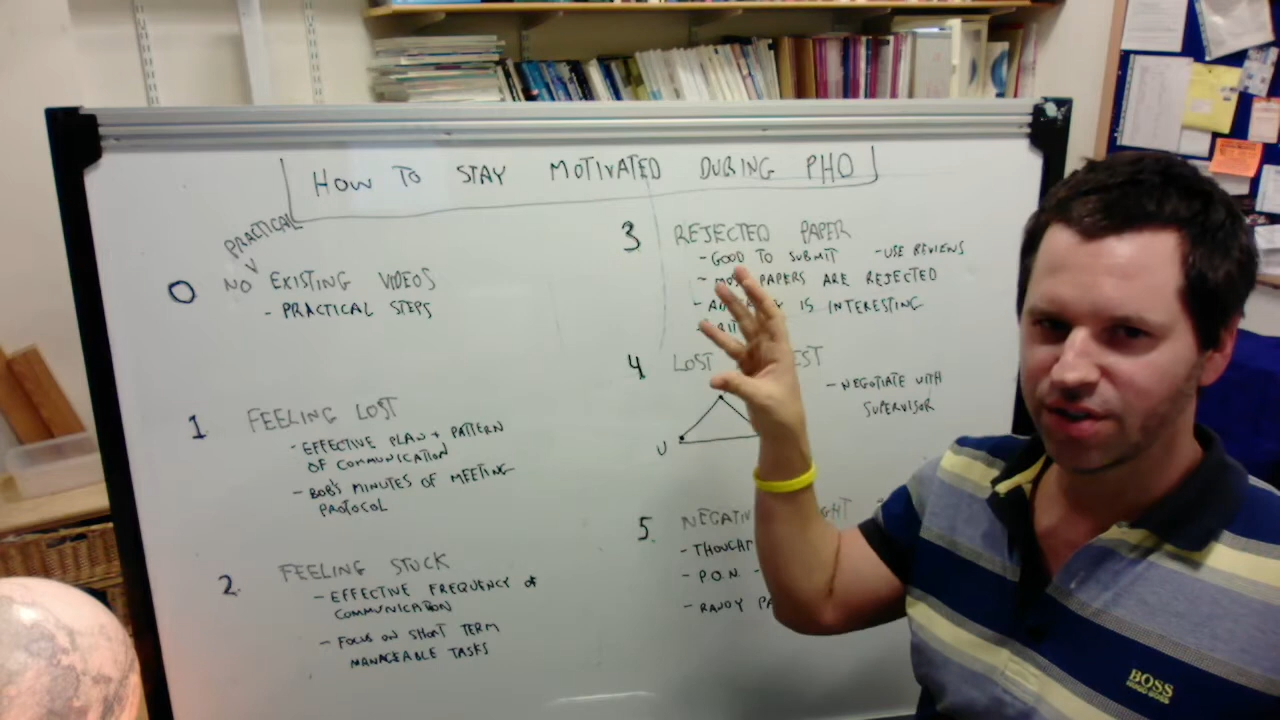 HOW TO STAY MOTIVATED DURING PHD
0 NO PRACTICAL EXISTING VIDEOS
- PRACTICAL STEPS
1 FEELING LOST
- EFFECTIVE PLAN + PATTERN
OF COMMUNICATION
- BOB'S MINUTES OF MEETING
PROTOCOL
2. FEELING STUCK
- EFFECTIVE FREQUENCY OF
COMMUNICATION
- FOCUS ON SHORT TERM
MANAGEABLE TASKS
3 REJECTED PAPER
- GOOD TO SUBMIT - USE REVIEWS
- PAPERS ARE REJECTED
- IS INTERESTING
4 LOST
- NEGOTIATE WITH
SUPERVISOR
U
5.
- THOUGHT
- P.O.N. -
- RANDY
BOSS
HUGO BOSS